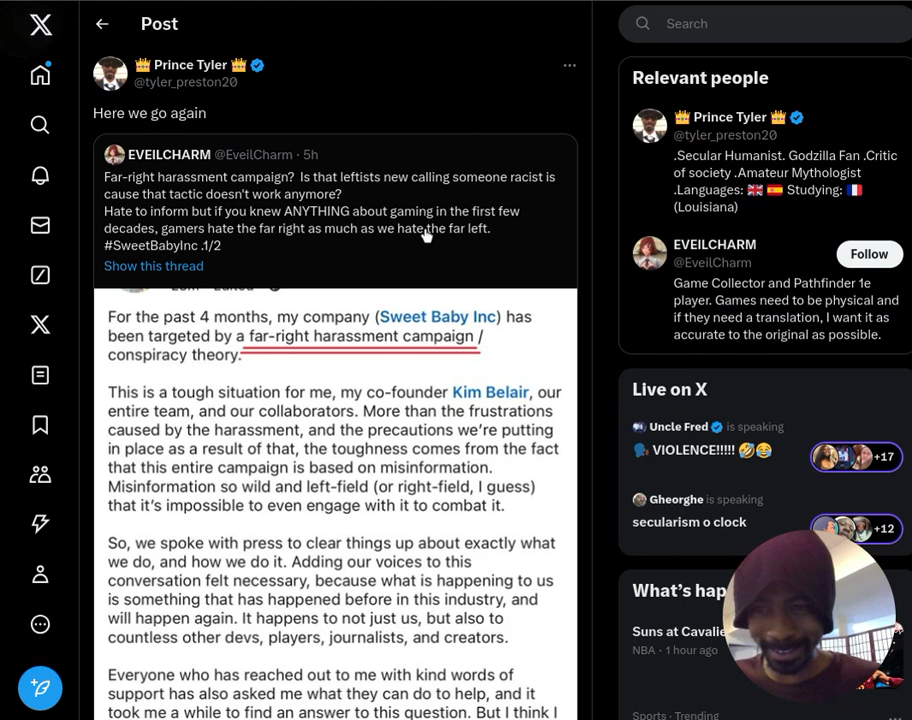 Post
Search
👑 Prince Tyler 👑
@tyler_preston20
Here we go again
EVEILCHARM @EveilCharm · 5h
Far-right harassment campaign? Is that leftists new calling someone racist is
cause that tactic doesn't work anymore?
Hate to inform but if you knew ANYTHING about gaming in the first few
decades, gamers hate the far right as much as we hate the far left.
#SweetBabyInc .1/2
Show this thread
For the past 4 months, my company (Sweet Baby Inc) has
been targeted by a far-right harassment campaign /
conspiracy theory.
This is a tough situation for me, my co-founder Kim Belair, our
entire team, and our collaborators. More than the frustrations
caused by the harassment, and the precautions we're putting
in place as a result of that, the toughness comes from the fact
that this entire campaign is based on misinformation.
Misinformation so wild and left-field (or right-field, I guess)
that it's impossible to even engage with it to combat it.
So, we spoke with press to clear things up about exactly what
we do, and how we do it. Adding our voices to this
conversation felt necessary, because what is happening to us
is something that has happened before in this industry, and
will happen again. It happens to not just us, but also to
countless other devs, players, journalists, and creators.
Everyone who has reached out to me with kind words of
support has also asked me what they can do to help, and it
took me a while to find an answer to this question. But I think I
Relevant people
👑 Prince Tyler 👑
@tyler_preston20
.Secular Humanist. Godzilla Fan .Critic
of society .Amateur Mythologist
.Languages: 🇬🇧 🇪🇸 Studying: 🇫🇷
(Louisiana)
EVEILCHARM
@EveilCharm
Follow
Game Collector and Pathfinder 1e
player. Games need to be physical and
if they need a translation, I want it as
accurate to the original as possible.
Live on X
Uncle Fred is speaking
🗣️ VIOLENCE!!!!! 🤣😂
+17
Gheorghe is speaking
secularism o clock
+12
What's hap
Suns at Cavalie
NBA · 1 hour ago
Sports · Trending